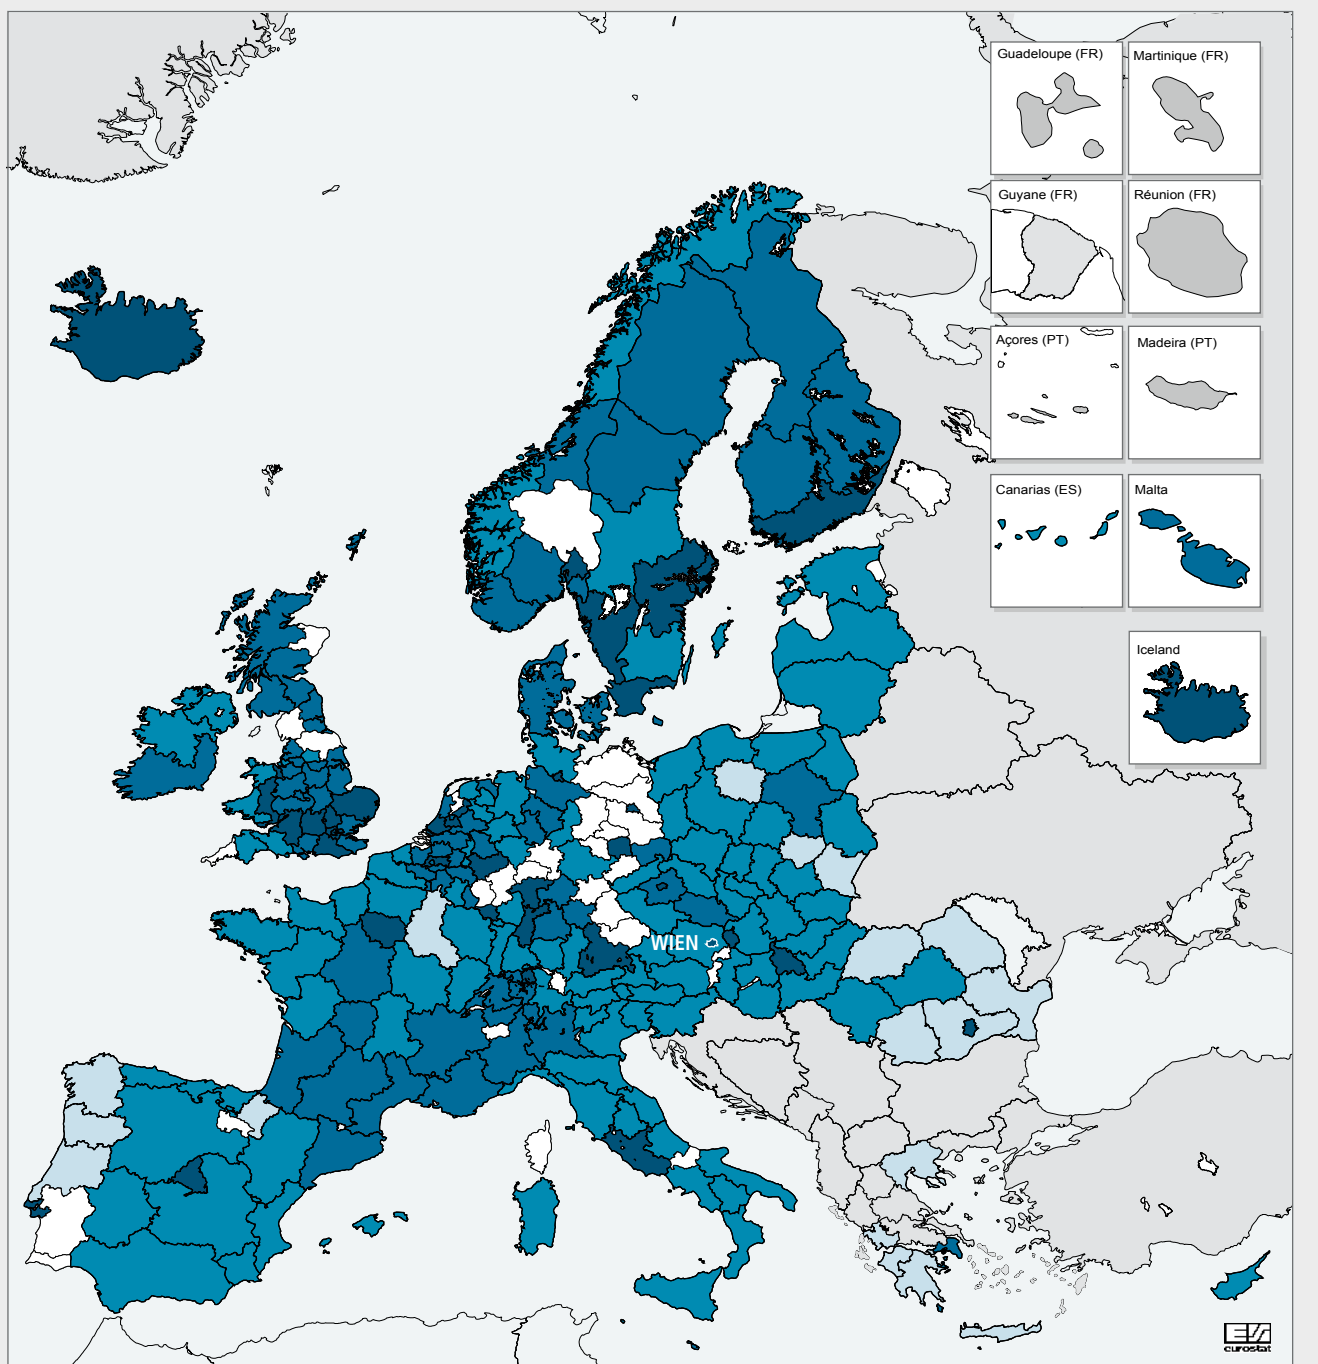 Guadeloupe (FR)
Martinique (FR)
Guyane (FR)
Réunion (FR)
Açores (PT)
Madeira (PT)
Canarias (ES)
Malta
Iceland
WIEN
eurostat